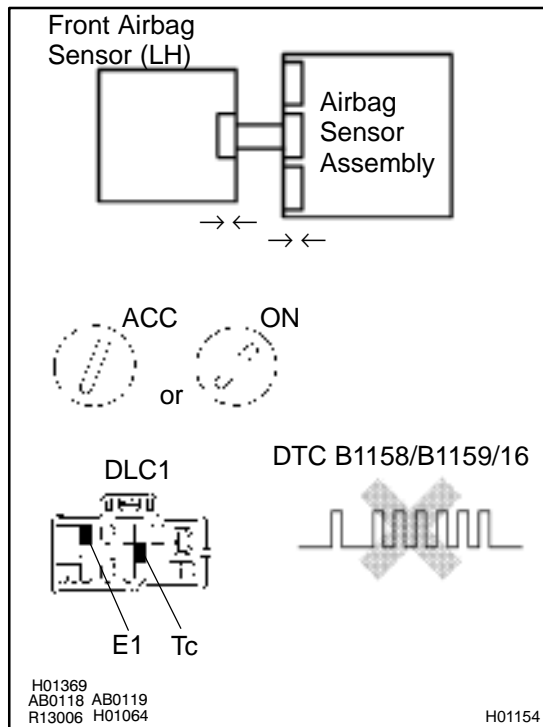 Front Airbag
Sensor (LH)
Airbag
Sensor
Assembly
ACC
ON
or
DLC1
DTC B1158/B1159/16
E1
Tc
H01369
AB0118 AB0119
R13006 H01064
H01154